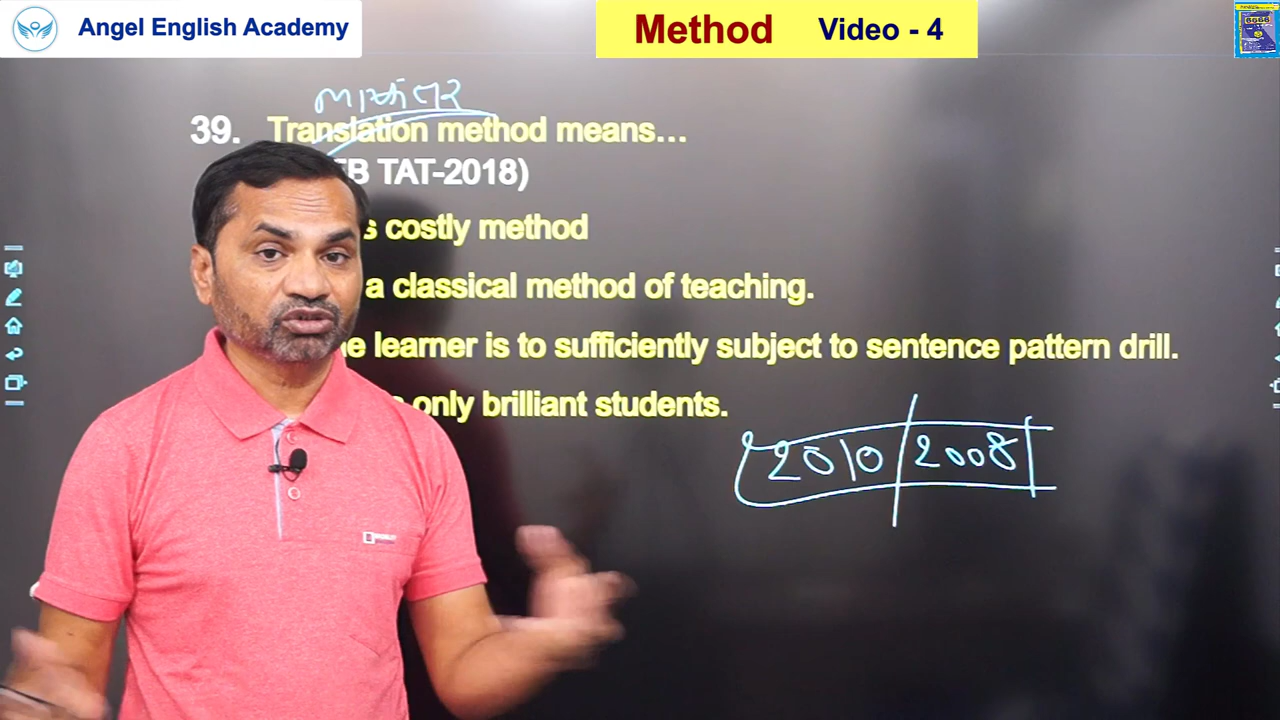 Angel English Academy
Method Video - 4
ભાષાંતર
39. Translation method means...
B TAT-2018)
s costly method
a classical method of teaching.
e learner is to sufficiently subject to sentence pattern drill.
only brilliant students.
2010 2008